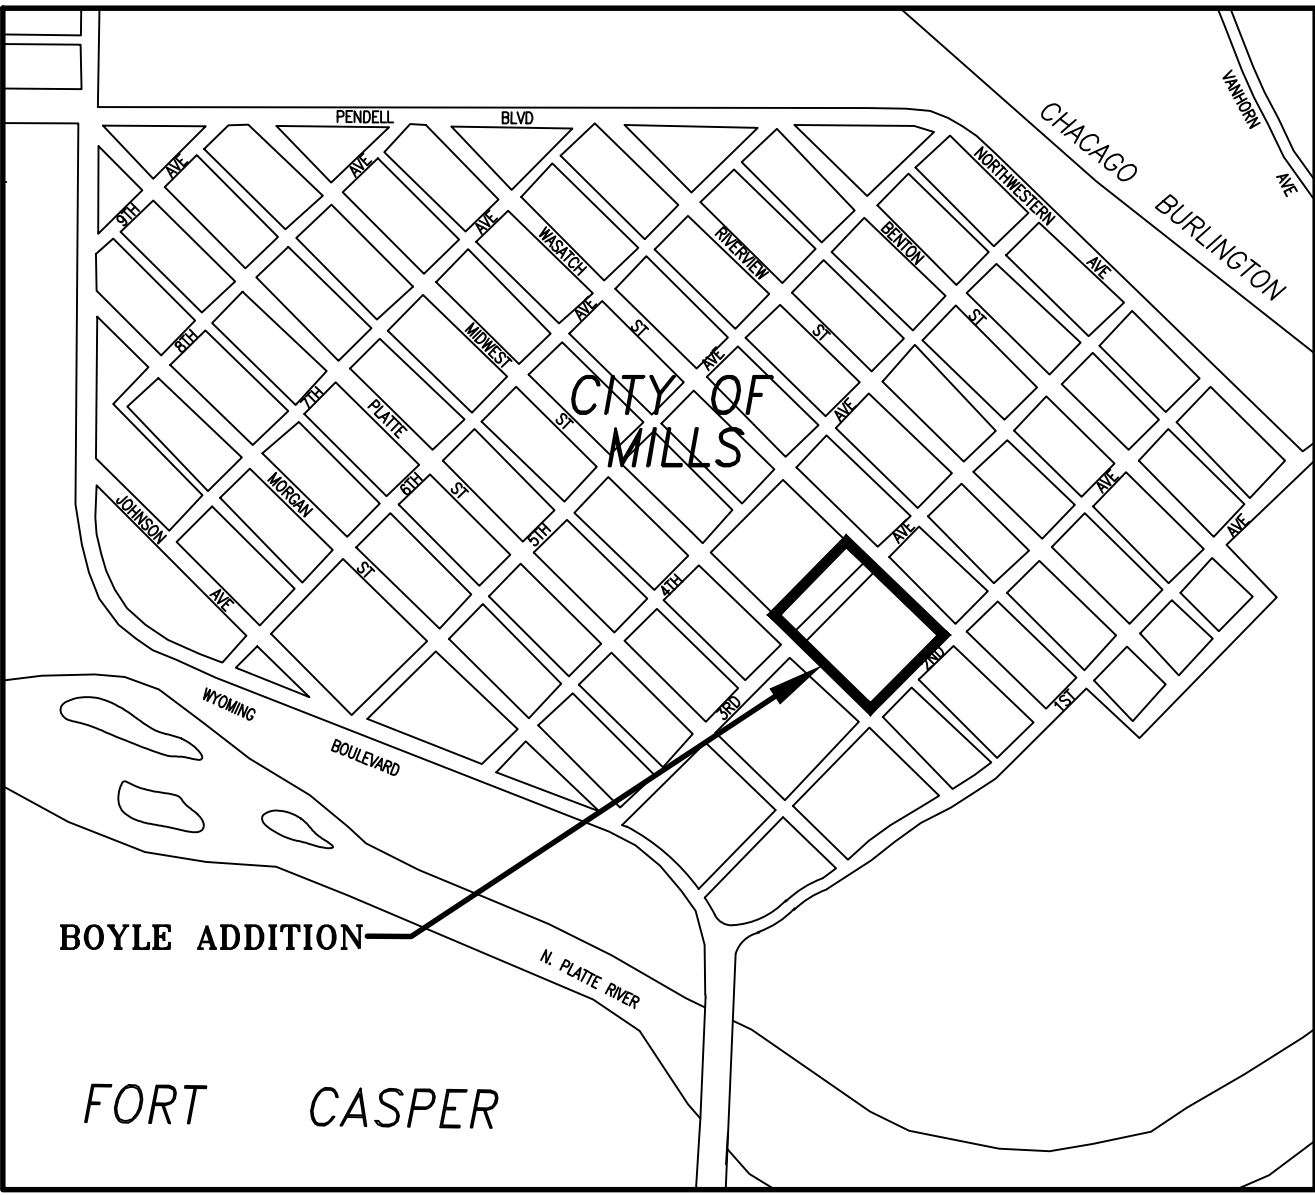 PENDELL BLVD
VANHORN AVE
CHACAGO BURLINGTON
NORTHWESTERN AVE
9TH AVE
8TH AVE
7TH AVE
6TH AVE
5TH AVE
4TH AVE
3RD AVE
2ND AVE
1ST AVE
BENTON ST
RIVERVIEW ST
WASATCH ST
MIDWEST ST
PLATTE ST
MORGAN ST
JOHNSON AVE
CITY OF
MILLS
WYOMING BOULEVARD
BOYLE ADDITION
N. PLATTE RIVER
FORT CASPER